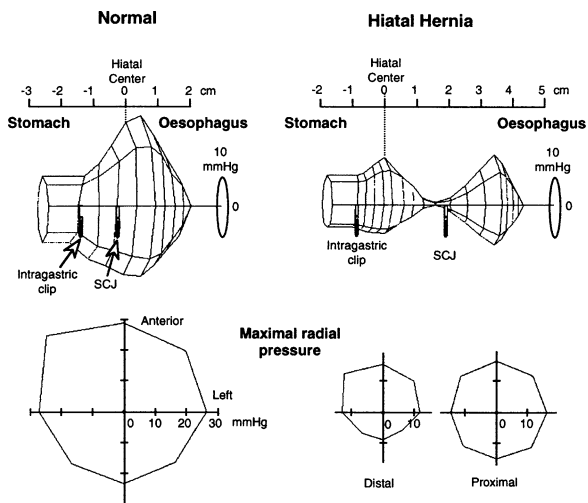 Normal
Hiatal Hernia
Hiatal
Center
-3 -2 -1 0 1 2 cm
Stomach
Oesophagus
10
mmHg
0
Intragastric
clip
SCJ
Hiatal
Center
-2 -1 0 1 2 3 4 5 cm
Stomach
Oesophagus
10
mmHg
0
Intragastric
clip
SCJ
Maximal radial
pressure
Anterior
Left
0 10 20 30 mmHg
0 10
Distal
0 10
Proximal